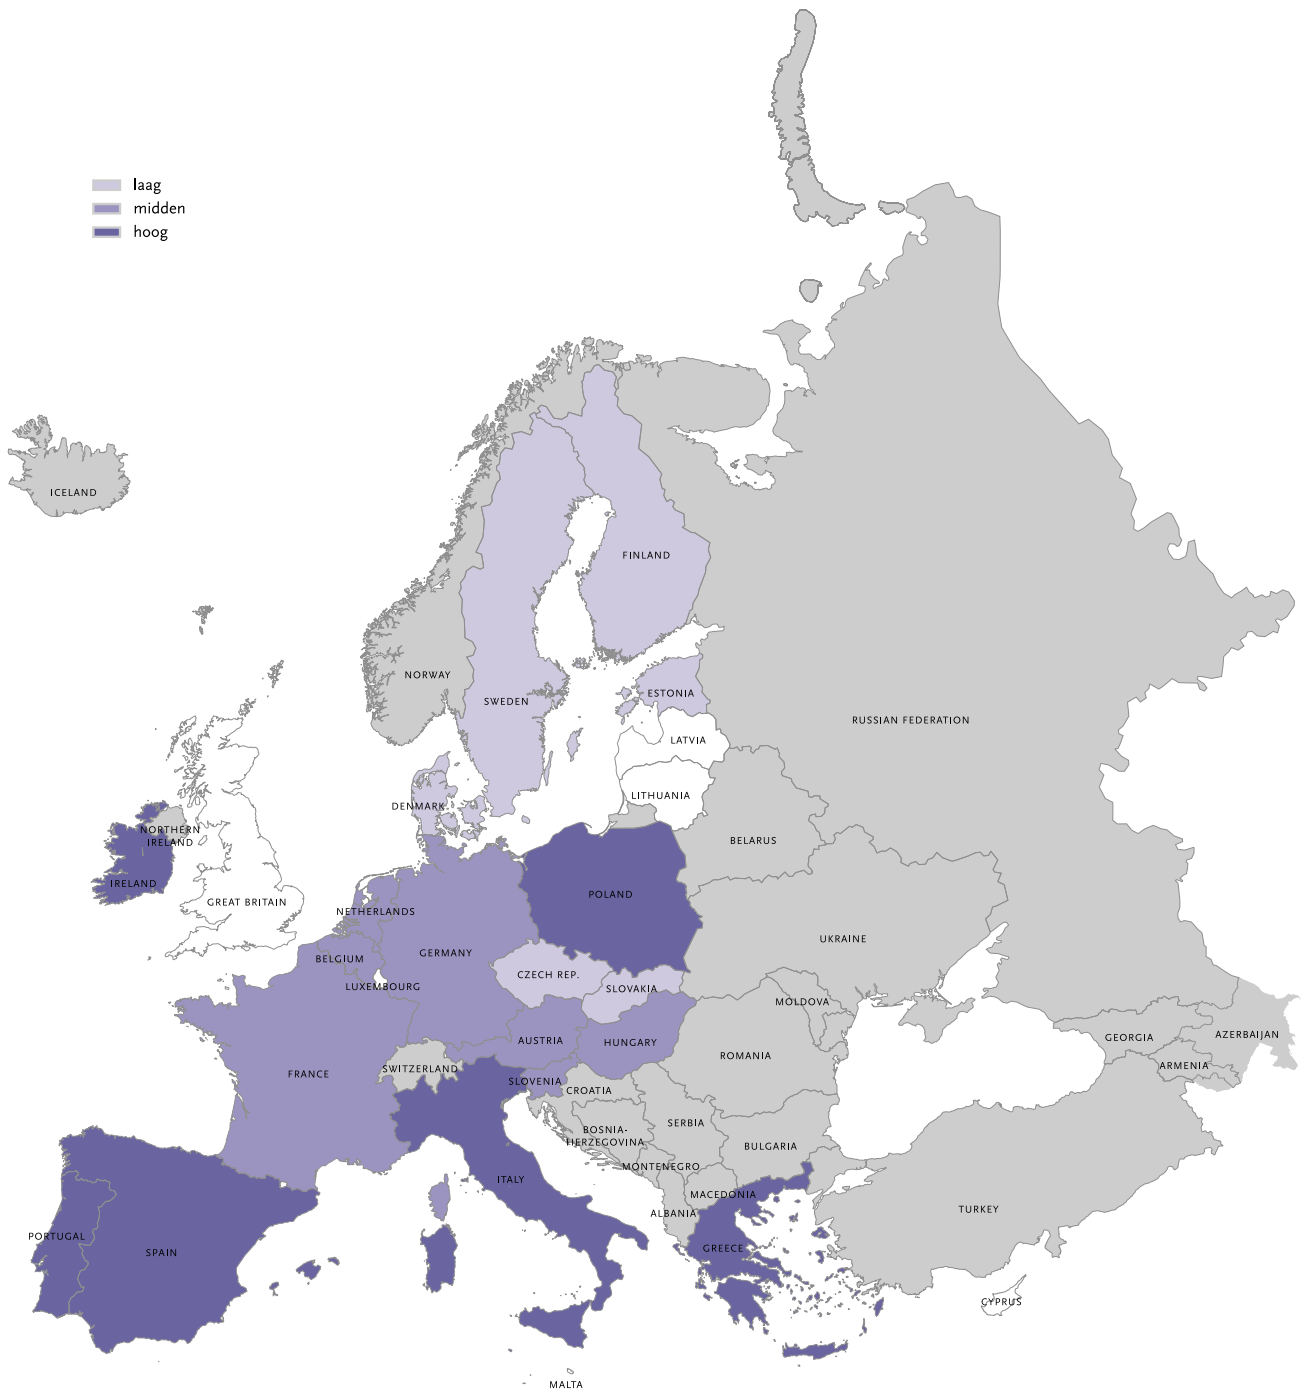 laag
midden
hoog
ICELAND
FINLAND
NORWAY
SWEDEN
ESTONIA
RUSSIAN FEDERATION
LATVIA
LITHUANIA
DENMARK
NORTHERN
IRELAND
BELARUS
IRELAND
POLAND
GREAT BRITAIN
NETHERLANDS
UKRAINE
GERMANY
BELGIUM
CZECH REP.
LUXEMBOURG
SLOVAKIA
MOLDOVA
AUSTRIA
HUNGARY
GEORGIA
AZERBAIJAN
ROMANIA
SWITZERLAND
ARMENIA
FRANCE
SLOVENIA
CROATIA
SERBIA
BOSNIA-
HERZEGOVINA
BULGARIA
MONTENEGRO
ITALY
MACEDONIA
ALBANIA
TURKEY
PORTUGAL
SPAIN
GREECE
CYPRUS
MALTA